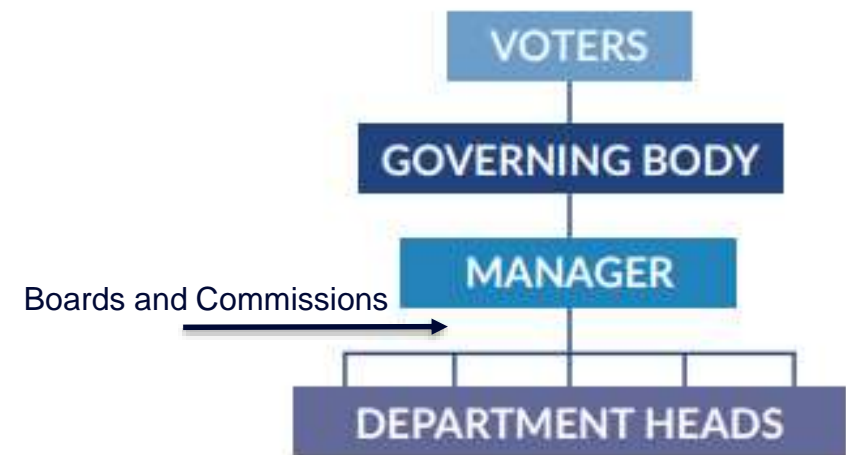 VOTERS
GOVERNING BODY
MANAGER
Boards and Commissions
DEPARTMENT HEADS